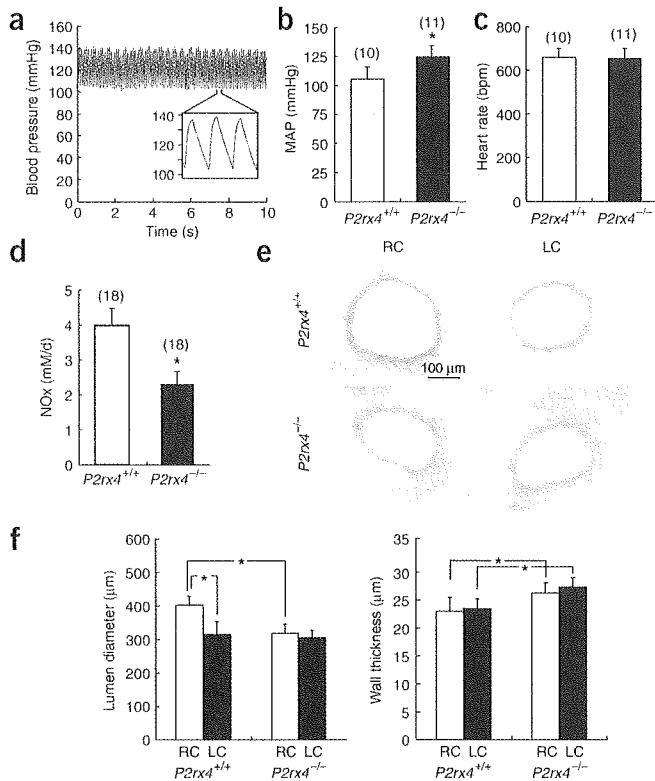 a
Blood pressure (mmHg)
160
140
120
100
80
60
40
20
0
140
120
100
0 2 4 6 8 10
Time (s)
b
MAP (mmHg)
150
125
100
75
50
25
0
(10)
(11)
*
P2rx4+/+ P2rx4−/−
c
Heart rate (bpm)
800
600
400
200
0
(10)
(11)
P2rx4+/+ P2rx4−/−
d
NOx (mM/d)
5
4
3
2
1
0
(18)
(18)
*
P2rx4+/+ P2rx4−/−
e
RC LC
P2rx4+/+
100 μm
P2rx4−/−
f
Lumen diameter (μm)
600
500
400
300
200
100
0
*
*
RC LC RC LC
P2rx4+/+ P2rx4−/−
Wall thickness (μm)
35
30
25
20
15
10
5
0
*
*
RC LC RC LC
P2rx4+/+ P2rx4−/−